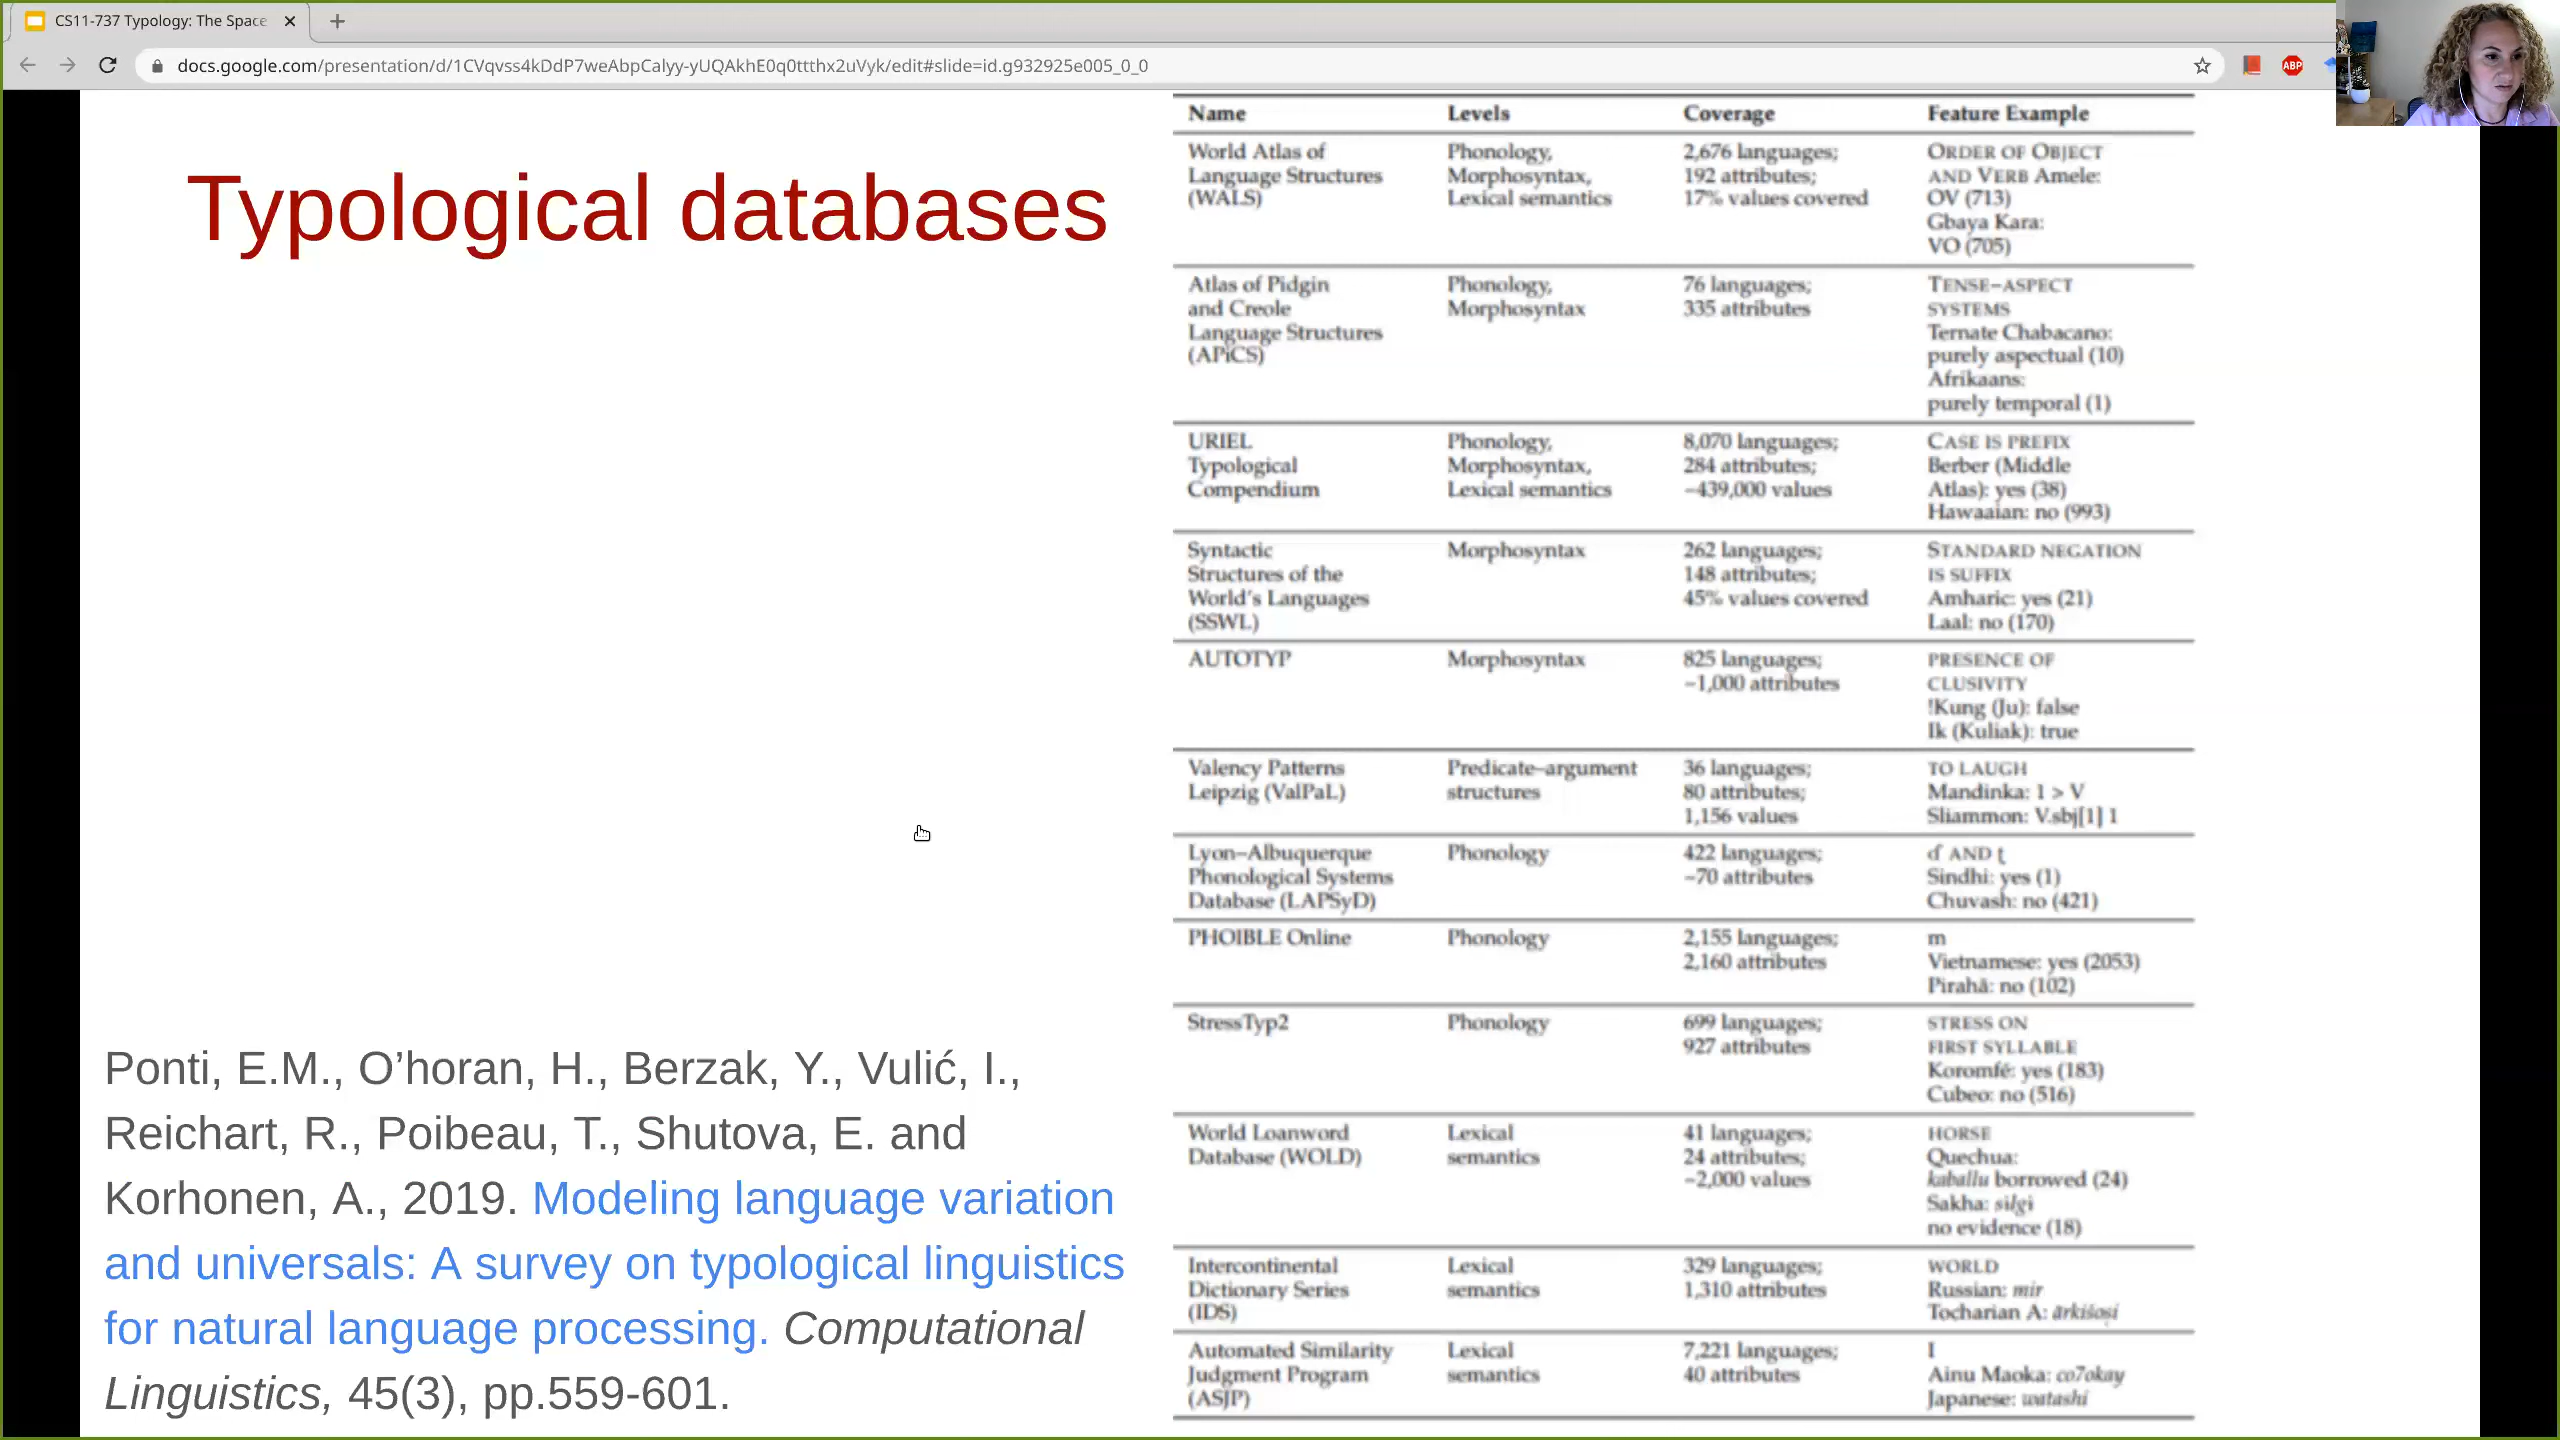 CS11-737 Typology: The Space
docs.google.com/presentation/d/1CVqvss4kDdP7weAbpCalyy-yUQAkhE0q0ttthx2uVyk/edit#slide=id.g932925e005_0_0
ABP
Typological databases
Ponti, E.M., O’horan, H., Berzak, Y., Vulić, I.,
Reichart, R., Poibeau, T., Shutova, E. and
Korhonen, A., 2019. Modeling language variation
and universals: A survey on typological linguistics
for natural language processing. Computational
Linguistics, 45(3), pp.559-601.
Name Levels Coverage Feature Example
World Atlas of Phonology, 2,676 languages; ORDER OF OBJECT
Language Structures Morphosyntax, 192 attributes; AND VERB Amele:
(WALS) Lexical semantics 17% values covered OV (713)
Gbaya Kara:
VO (705)
Atlas of Pidgin Phonology, 76 languages; TENSE–ASPECT
and Creole Morphosyntax 335 attributes SYSTEMS
Language Structures Ternate Chabacano:
(APiCS) purely aspectual (10)
Afrikaans:
purely temporal (1)
URIEL Phonology, 8,070 languages; CASE IS PREFIX
Typological Morphosyntax, 284 attributes; Berber (Middle
Compendium Lexical semantics ~439,000 values Atlas): yes (38)
Hawaaian: no (993)
Syntactic Morphosyntax 262 languages; STANDARD NEGATION
Structures of the 148 attributes; IS SUFFIX
World's Languages 45% values covered Amharic: yes (21)
(SSWL) Laal: no (170)
AUTOTYP Morphosyntax 825 languages; PRESENCE OF
~1,000 attributes CLUSIVITY
!Kung (Ju): false
Ik (Kuliak): true
Valency Patterns Predicate–argument 36 languages; TO LAUGH
Leipzig (ValPaL) structures 80 attributes; Mandinka: 1 > V
1,156 values Sliammon: V.sbj[1] 1
Lyon–Albuquerque Phonology 422 languages; ɗ AND ʈ
Phonological Systems ~70 attributes Sindhi: yes (1)
Database (LAPSyD) Chuvash: no (421)
PHOIBLE Online Phonology 2,155 languages; m
2,160 attributes Vietnamese: yes (2053)
Pirahã: no (102)
StressTyp2 Phonology 699 languages; STRESS ON
927 attributes FIRST SYLLABLE
Koromfé: yes (183)
Cubeo: no (516)
World Loanword Lexical 41 languages; HORSE
Database (WOLD) semantics 24 attributes; Quechua:
~2,000 values kaballu borrowed (24)
Sakha: silgi
no evidence (18)
Intercontinental Lexical 329 languages; WORLD
Dictionary Series semantics 1,310 attributes Russian: mir
(IDS) Tocharian A:
Automated Similarity Lexical 7,221 languages; I
Judgment Program semantics 40 attributes Ainu Maoka: co7okay
(ASJP) Japanese: watashi